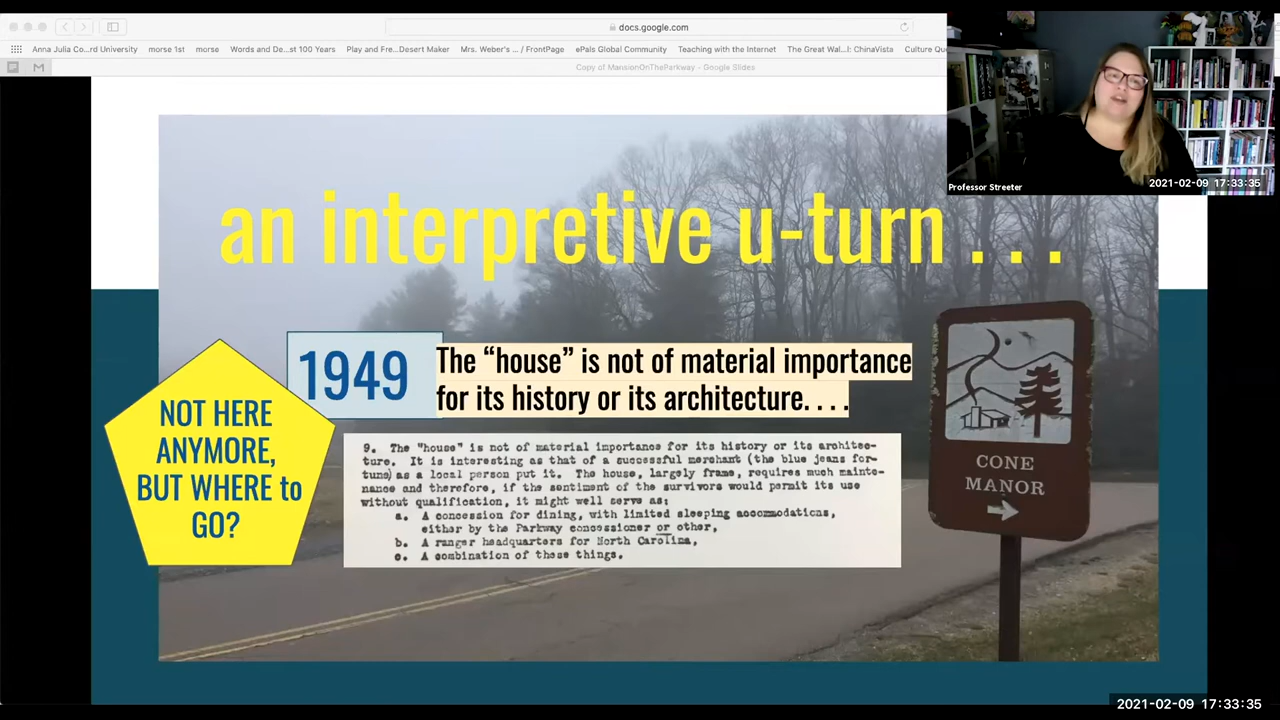 docs.google.com
Anna Julia Co...rd University morse 1st morse Words and De...st 100 Years Play and Fre...Desert Maker Mrs. Weber's ... / FrontPage ePals Global Community Teaching with the Internet The Great Wal...l: ChinaVista Culture Qu
Copy of MansionOnTheParkway - Google Slides
Professor Streeter
2021-02-09 17:33:35
an interpretive u-turn . . .
1949
The “house” is not of material importance
for its history or its architecture. . . .
NOT HERE
ANYMORE,
BUT WHERE to
GO?
9. The "house" is not of material importance for its history or its architec-
ture. It is interesting as that of a successful merchant (the blue jeans for-
tune) as a local person put it. The house, largely frame, requires much mainte-
nance and therefore, if the sentiment of the survivors would permit its use
without qualification, it might well serve as:
a. A concession for dining, with limited sleeping accomodations,
either by the Parkway concessioner or other,
b. A ranger headquarters for North Carolina,
c. A combination of these things.
CONE
MANOR
2021-02-09 17:33:35